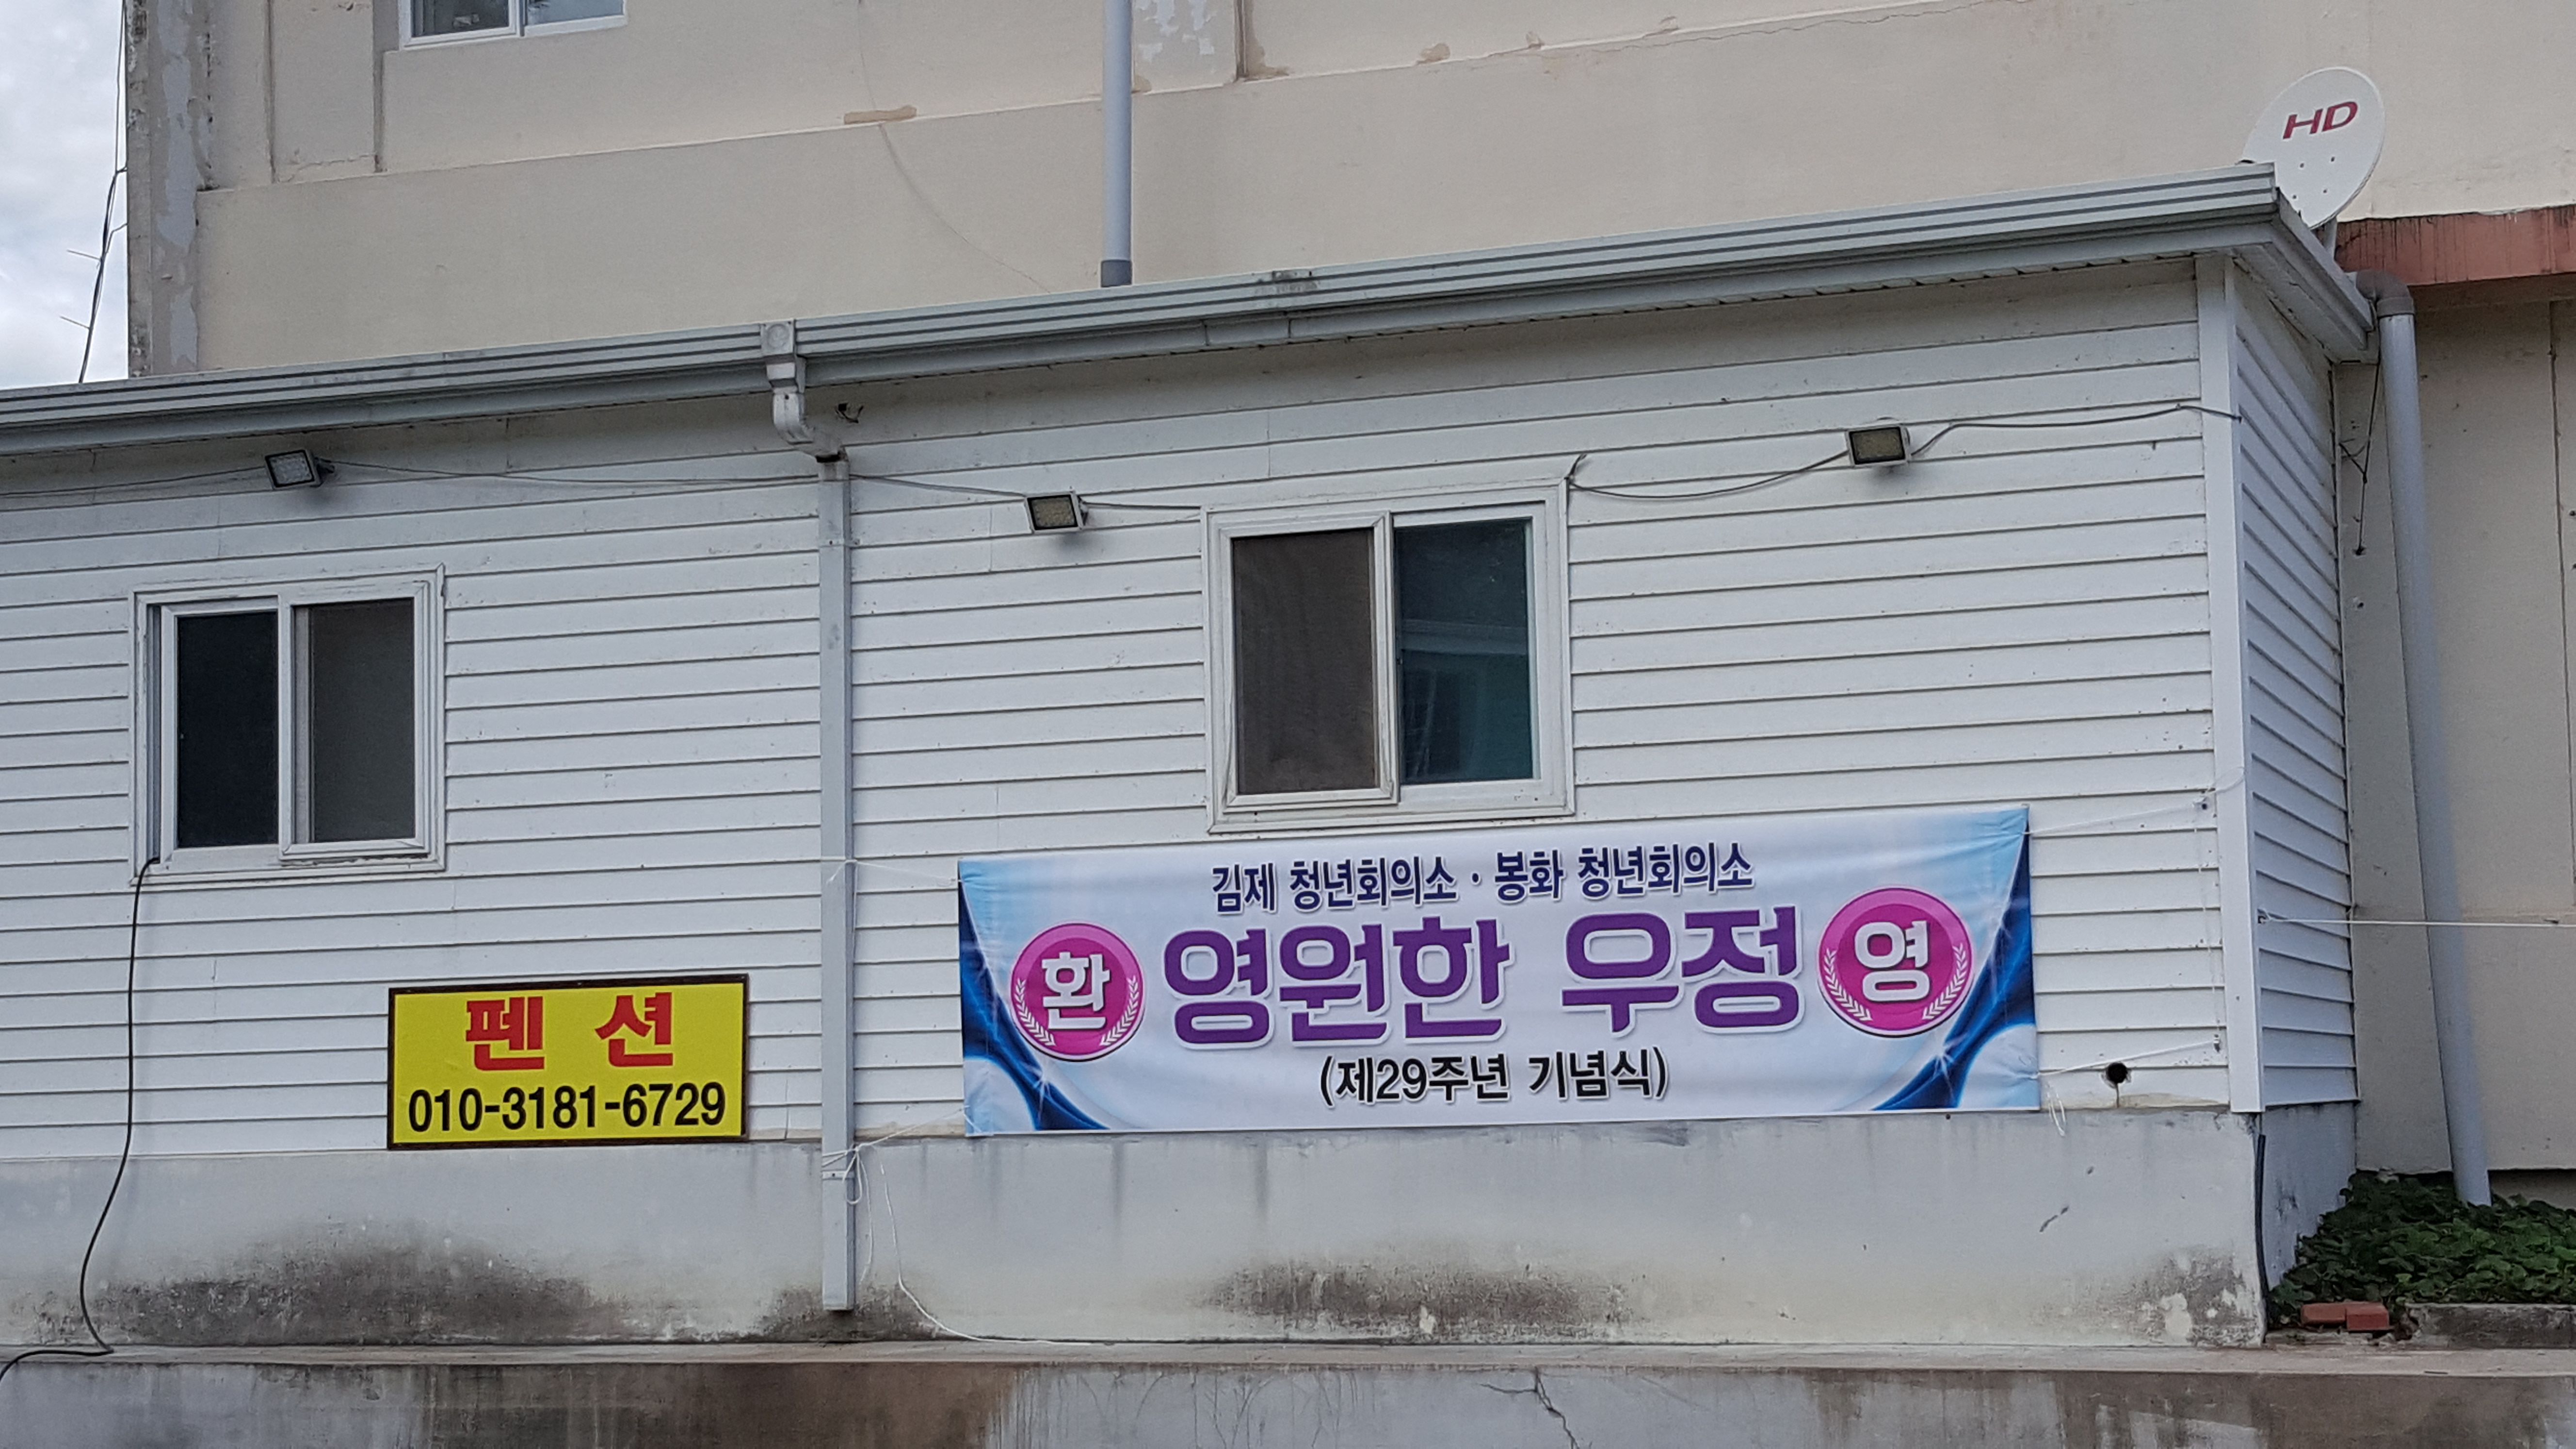 HD
김제 청년회의소 · 봉화 청년회의소
환 영원한 우정 영
(제29주년 기념식)
펜션
010-3181-6729